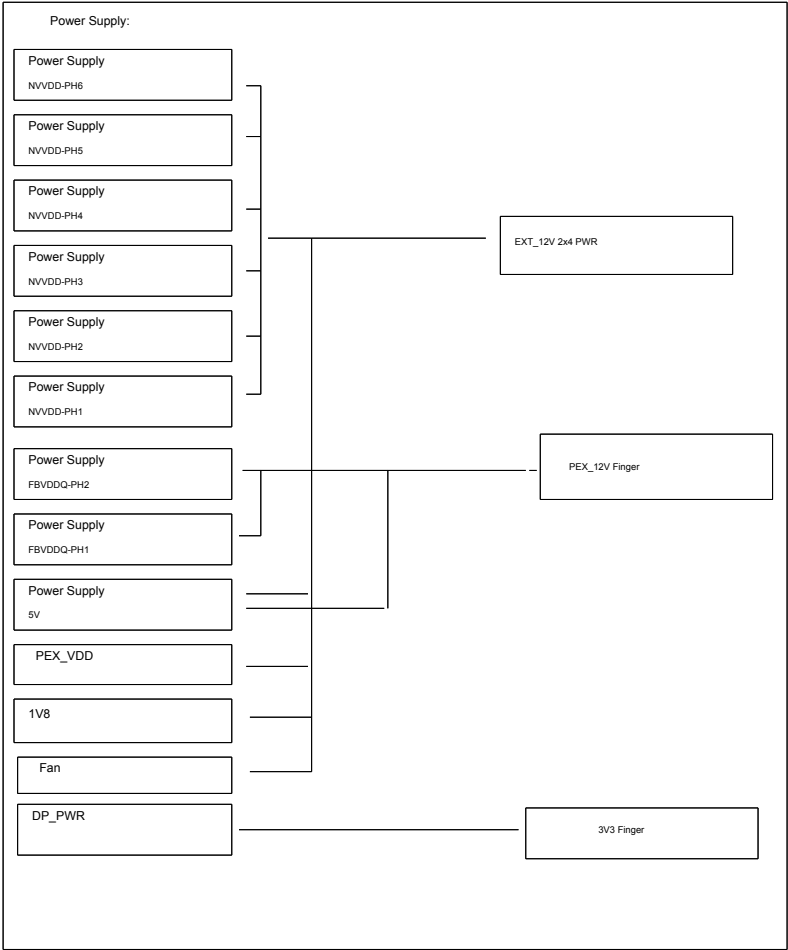 Power Supply:
Power Supply
NVVDD-PH6
Power Supply
NVVDD-PH5
Power Supply
NVVDD-PH4
Power Supply
NVVDD-PH3
Power Supply
NVVDD-PH2
Power Supply
NVVDD-PH1
EXT_12V 2x4 PWR
Power Supply
FBVDDQ-PH2
PEX_12V Finger
Power Supply
FBVDDQ-PH1
Power Supply
5V
PEX_VDD
1V8
Fan
DP_PWR
3V3 Finger